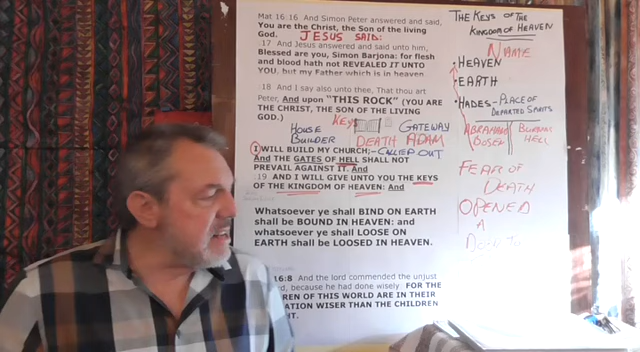 Mat 16:16 And Simon Peter answered and said,
You are the Christ, the Son of the living
God. JESUS SAID:
.17 And Jesus answered and said unto him,
Blessed are you, Simon Barjona: for flesh
and blood hath not REVEALED IT UNTO
YOU, but my Father which is in heaven
.18 And I say also unto thee, That thou art
Peter, And upon "THIS ROCK" (YOU ARE
THE CHRIST, THE SON OF THE LIVING
GOD.)
KEY
HOUSE GATEWAY
BUILDER DEATH ADAM
I WILL BUILD MY CHURCH;-CALLED OUT
And the GATES OF HELL SHALL NOT
PREVAIL AGAINST IT. And
.19 AND I WILL GIVE UNTO YOU THE KEYS
OF THE KINGDOM OF HEAVEN: And
Whatsoever ye shall BIND ON EARTH
shall be BOUND IN HEAVEN: and
whatsoever ye shall LOOSE ON
EARTH shall be LOOSED IN HEAVEN.
16:8 And the lord commended the unjust
because he had done wisely: FOR THE
REN OF THIS WORLD ARE IN THEIR
ATION WISER THAN THE CHILDREN
HT.
THE KEYS OF THE
KINGDOM OF HEAVEN
NAME
HEAVEN
EARTH
HADES-PLACE OF
DEPARTED SPIRITS
ABRAHAMS BURNING
BOSEM HELL
FEAR OF
DEATH
OPENED
A